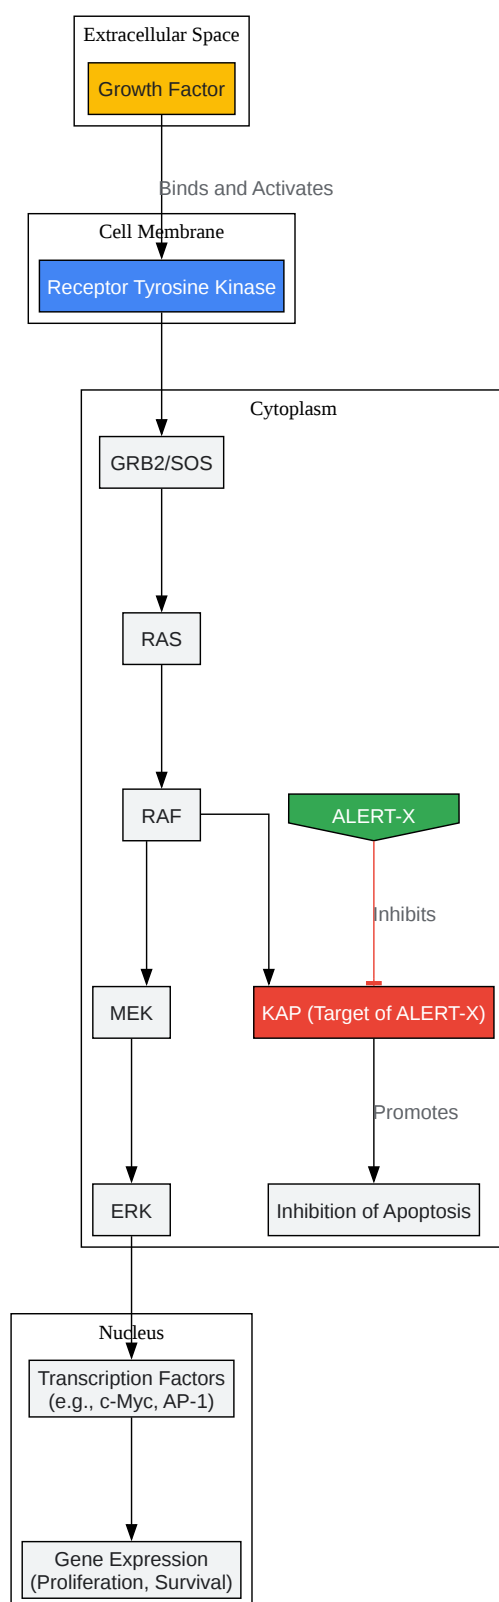 Extracellular Space
Growth Factor
Binds and Activates
Cell Membrane
Receptor Tyrosine Kinase
Cytoplasm
GRB2/SOS
RAS
RAF
ALERT-X
Inhibits
MEK
KAP (Target of ALERT-X)
Promotes
ERK
Inhibition of Apoptosis
Nucleus
Transcription Factors
(e.g., c-Myc, AP-1)
Gene Expression
(Proliferation, Survival)